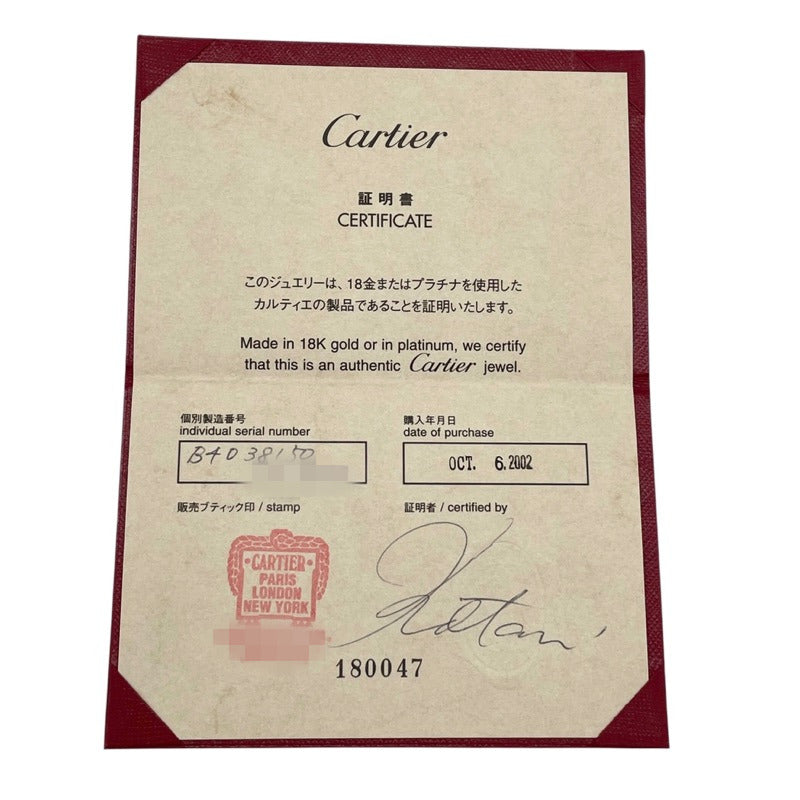 Cartier
証明書
CERTIFICATE
このジュエリーは、18金またはプラチナを使用した
カルティエの製品であることを証明いたします。
Made in 18K gold or in platinum, we certify
that this is an authentic Cartier jewel.
個別製造番号
individual serial number
B4038150
購入年月日
date of purchase
OCT. 6.2002
販売ブティック印 / stamp
証明者 / certified by
CARTIER
PARIS
LONDON
NEW YORK
180047